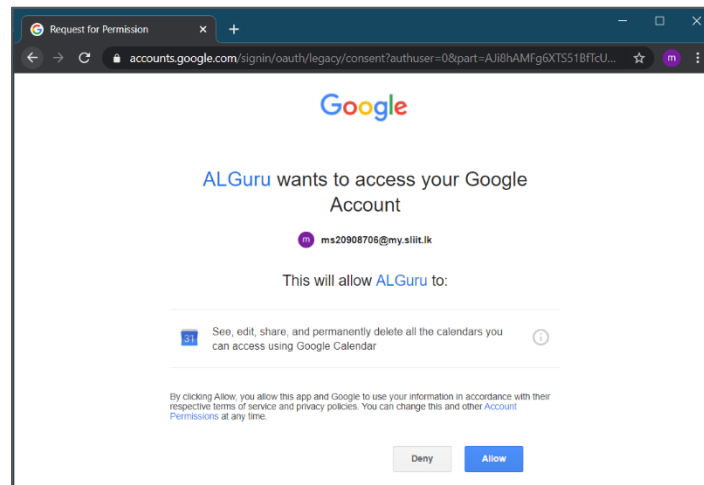 Request for Permission
accounts.google.com/signin/oauth/legacy/consent?authuser=0&part=AJi8hAMFg6XTS51BfTcU...
m
Google
ALGuru wants to access your Google
Account
m ms20908706@my.sliit.lk
This will allow ALGuru to:
31
See, edit, share, and permanently delete all the calendars you
can access using Google Calendar
By clicking Allow, you allow this app and Google to use your information in accordance with their
respective terms of service and privacy policies. You can change this and other Account
Permissions at any time.
Deny
Allow